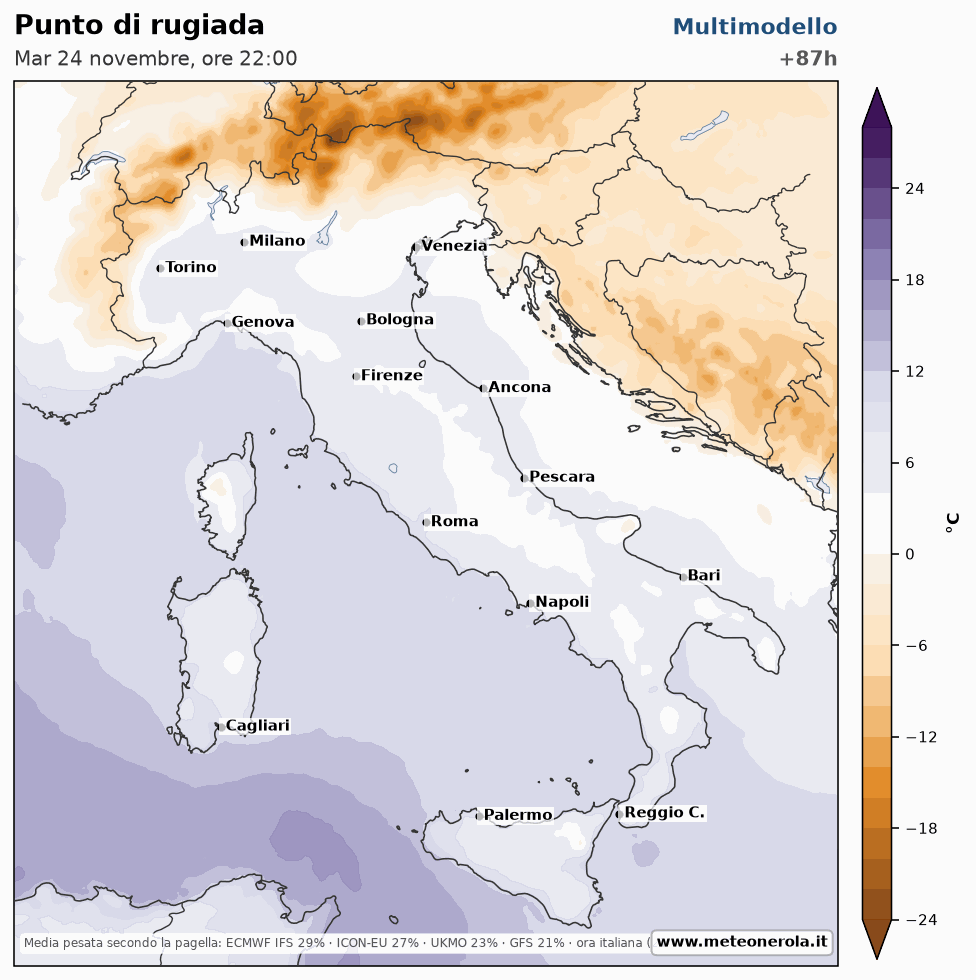 Punto di rugiada
Multimodello
Mar 24 novembre, ore 22:00
+87h
Milano
Venezia
Torino
Genova
Bologna
Firenze
Ancona
Pescara
Roma
Bari
Napoli
Cagliari
Palermo
Reggio C.
24
18
12
6
0
−6
−12
−18
−24
°C
Media pesata secondo la pagella: ECMWF IFS 29% · ICON-EU 27% · UKMO 23% · GFS 21% · ora italiana (
www.meteonerola.it